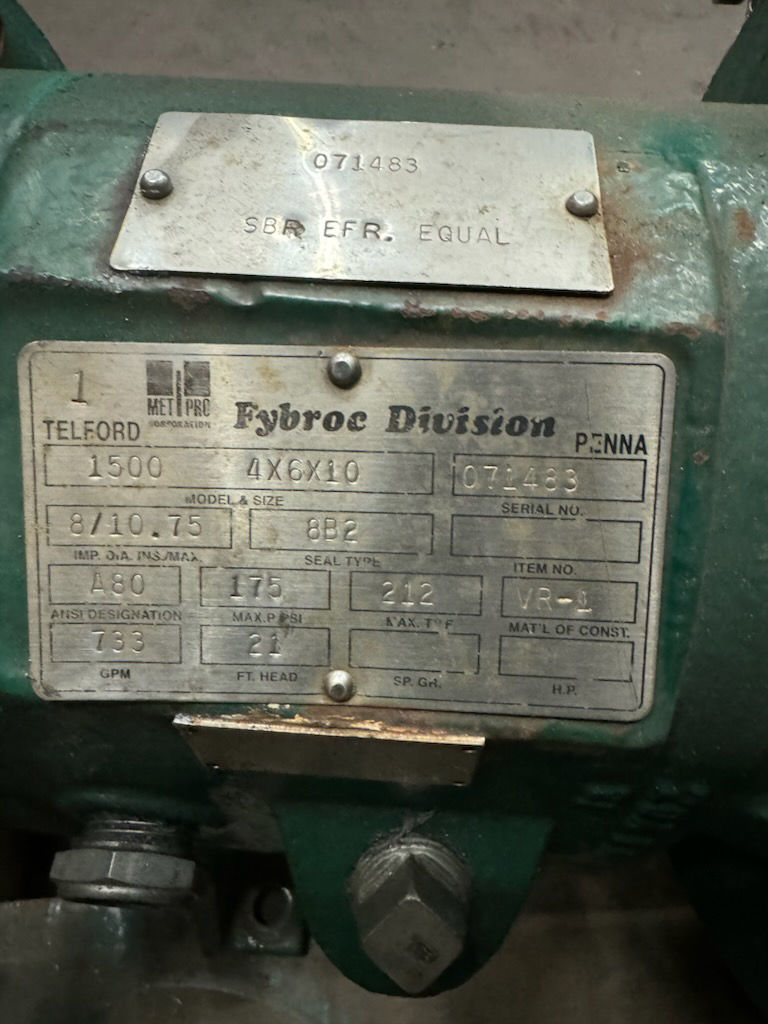 071483
SBR EFR. EQUAL
1
MET PRO
CORPORATION
Fybroc Division
TELFORD PENNA
1500 4X6X10 071483
MODEL & SIZE SERIAL NO.
8/10.75 8B2
IMP. DIA. INS/MAX SEAL TYPE ITEM NO.
A80 175 212 VR-1
ANSI DESIGNATION MAX. P PSI MAX. T°F MAT'L OF CONST.
733 21
GPM FT. HEAD SP. GR. H.P.